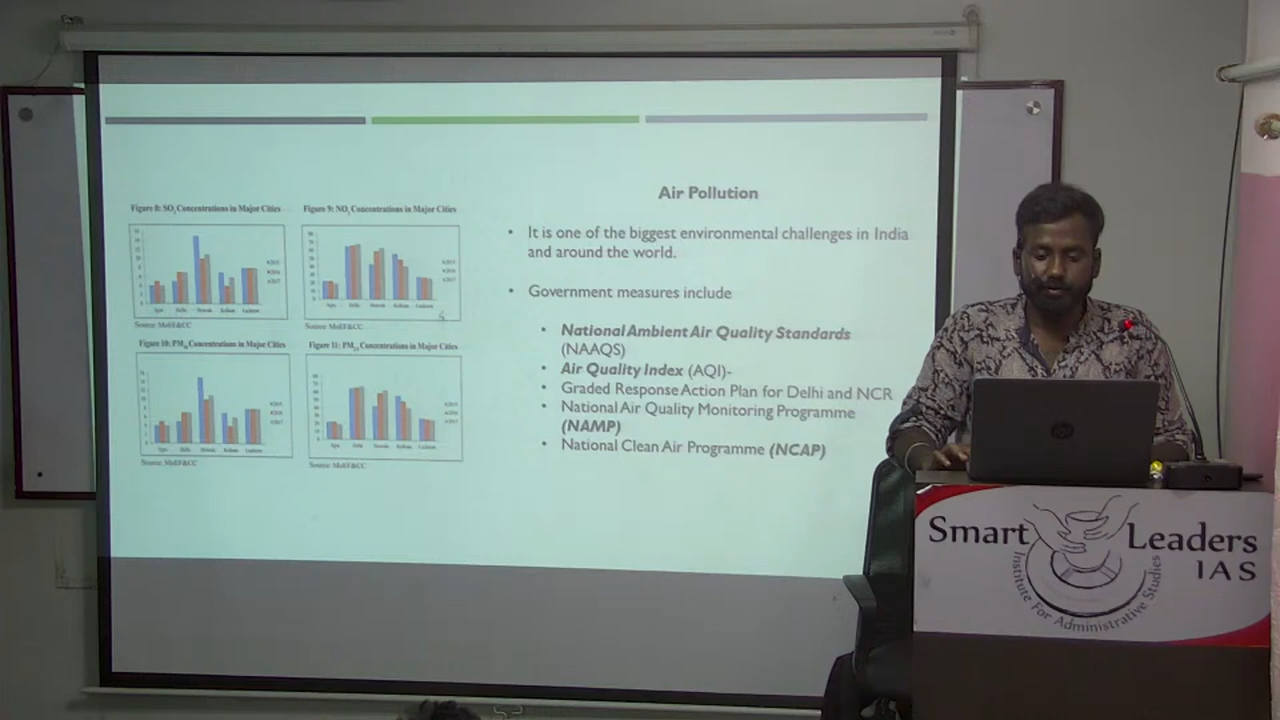 Air Pollution
• It is one of the biggest environmental challenges in India
and around the world.
• Government measures include
• National Ambient Air Quality Standards
(NAAQS)
• Air Quality Index (AQI)-
• Graded Response Action Plan for Delhi and NCR
• National Air Quality Monitoring Programme
(NAMP)
• National Clean Air Programme (NCAP)
Figure 8: SO2 Concentrations in Major Cities
Source: MoEF&CC
Figure 9: NO2 Concentrations in Major Cities
Source: MoEF&CC
Figure 10: PM10 Concentrations in Major Cities
Source: MoEF&CC
Figure 11: PM2.5 Concentrations in Major Cities
Source: MoEF&CC
Smart Leaders
IAS
Institute For Administrative Studies
hp